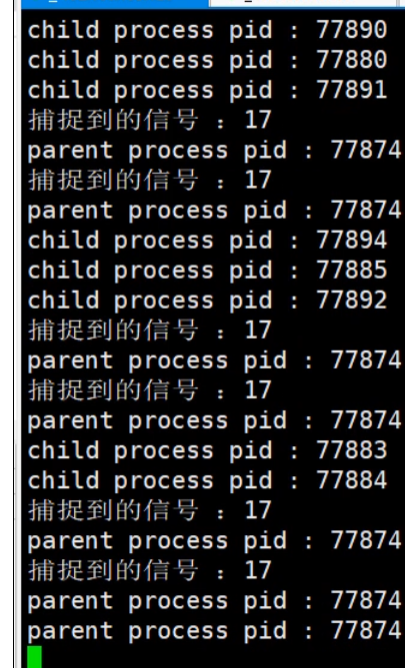 child process pid : 77890
child process pid : 77880
child process pid : 77891
捕捉到的信号 : 17
parent process pid : 77874
捕捉到的信号 : 17
parent process pid : 77874
child process pid : 77894
child process pid : 77885
child process pid : 77892
捕捉到的信号 : 17
parent process pid : 77874
捕捉到的信号 : 17
parent process pid : 77874
child process pid : 77883
child process pid : 77884
捕捉到的信号 : 17
parent process pid : 77874
捕捉到的信号 : 17
parent process pid : 77874
parent process pid : 77874